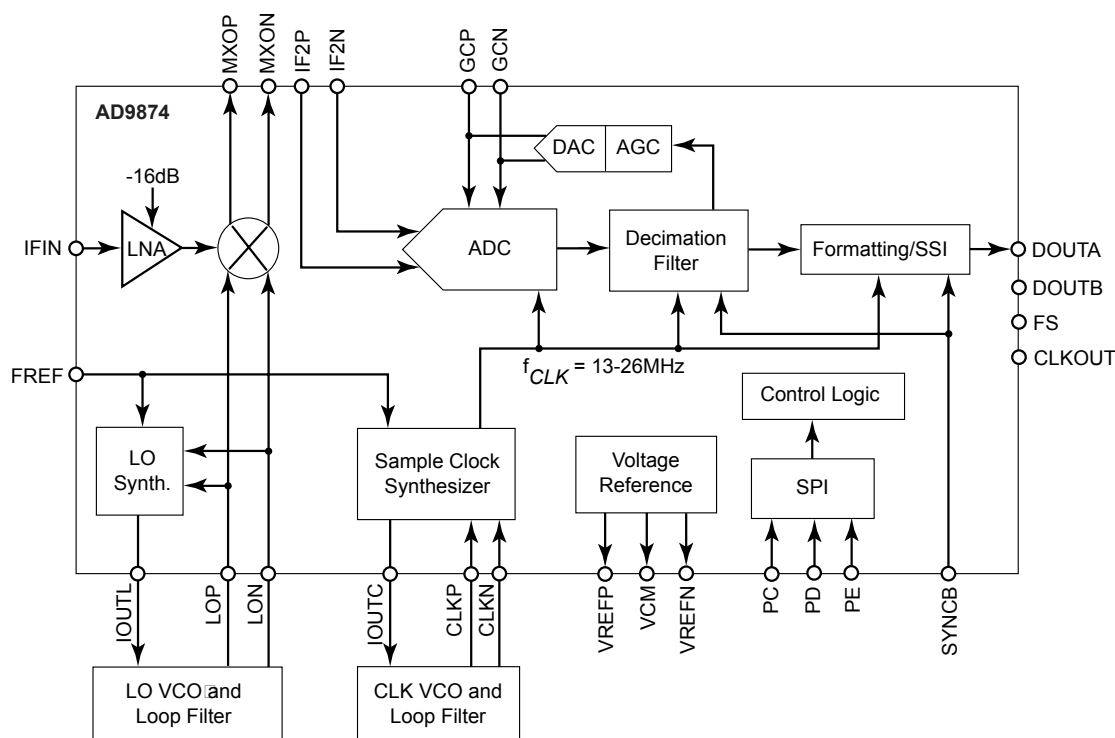 MXOP
MXON
IF2P
IF2N
GCP
GCN
AD9874
DAC
AGC
-16dB
IFIN
LNA
ADC
Decimation
Filter
Formatting/SSI
DOUTA
DOUTB
FS
CLKOUT
FREF
fCLK = 13-26MHz
Control Logic
LO
Synth.
Sample Clock
Synthesizer
Voltage
Reference
SPI
IOUTL
LOP
LON
IOUTC
CLKP
CLKN
VREFP
VCM
VREFN
PC
PD
PE
SYNCB
LO VCO and
Loop Filter
CLK VCO and
Loop Filter